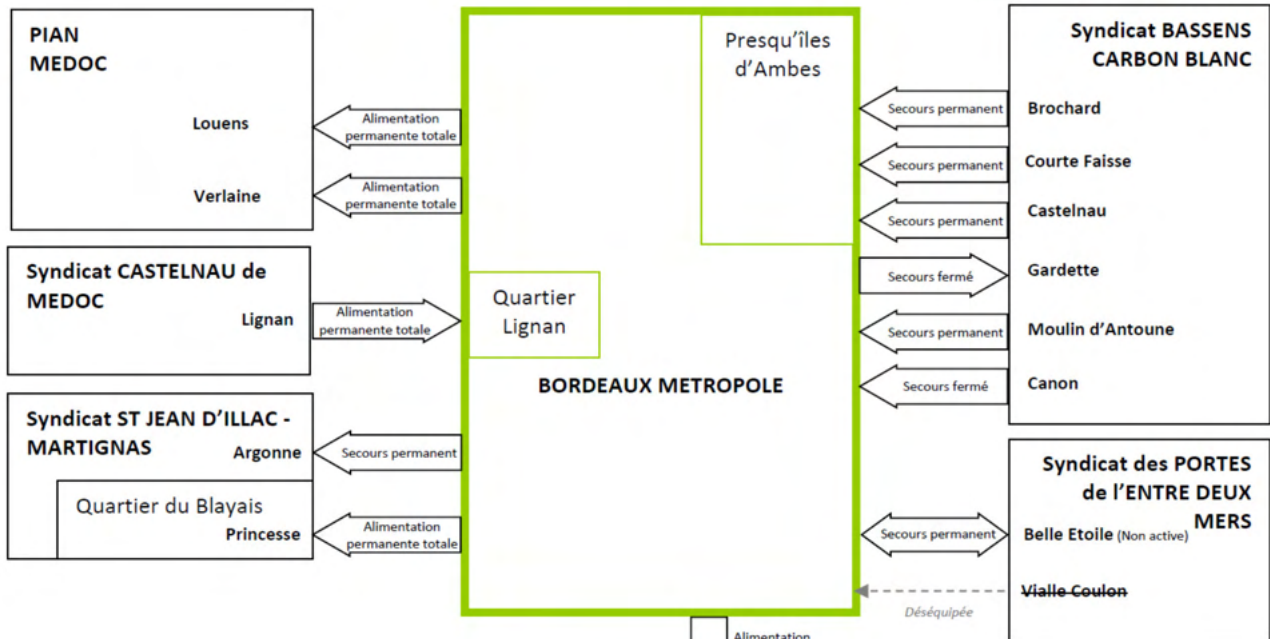 PIAN
MEDOC
Louens
Verlaine
Alimentation
permanente totale
Alimentation
permanente totale
Syndicat CASTELNAU de
MEDOC
Lignan
Alimentation
permanente totale
Syndicat ST JEAN D'ILLAC -
MARTIGNAS
Argonne
Secours permanent
Quartier du Blayais
Princesse
Alimentation
permanente totale
Presqu'îles
d'Ambes
Quartier
Lignan
BORDEAUX METROPOLE
Syndicat BASSENS
CARBON BLANC
Secours permanent
Brochard
Secours permanent
Courte Faisse
Secours permanent
Castelnau
Secours fermé
Gardette
Secours permanent
Moulin d'Antoune
Secours fermé
Canon
Syndicat des PORTES
de l'ENTRE DEUX
MERS
Secours permanent
Belle Etoile (Non active)
Vialle Coulon
Déséquipée
Alimentation